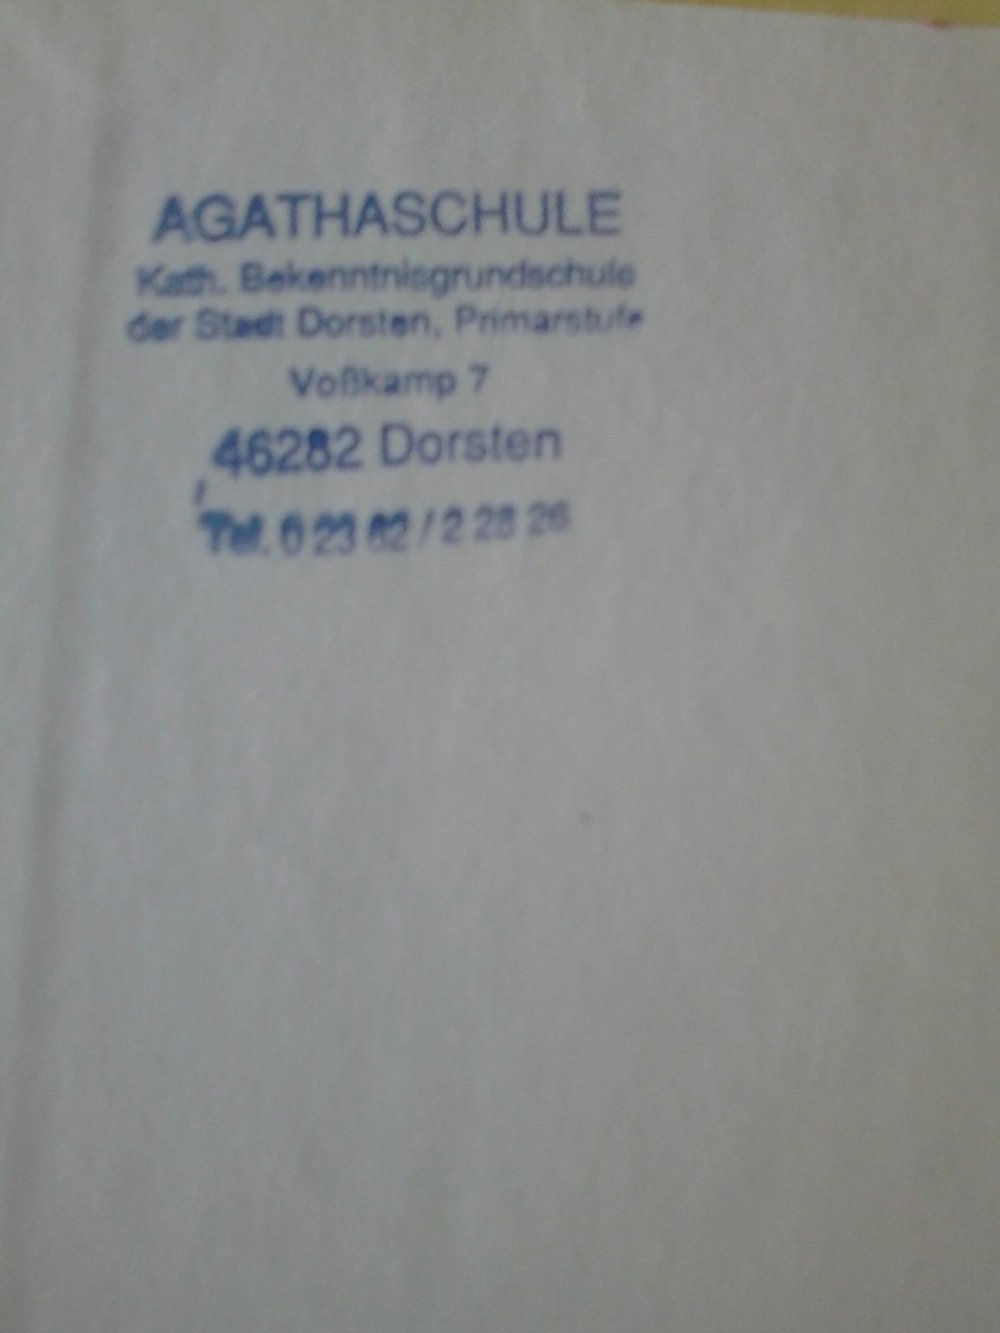 AGATHASCHULE
Kath. Bekenntnisgrundschule
der Stadt Dorsten, Primarstufe
Voßkamp 7
46282 Dorsten
Tel. 0 23 62 / 2 28 26